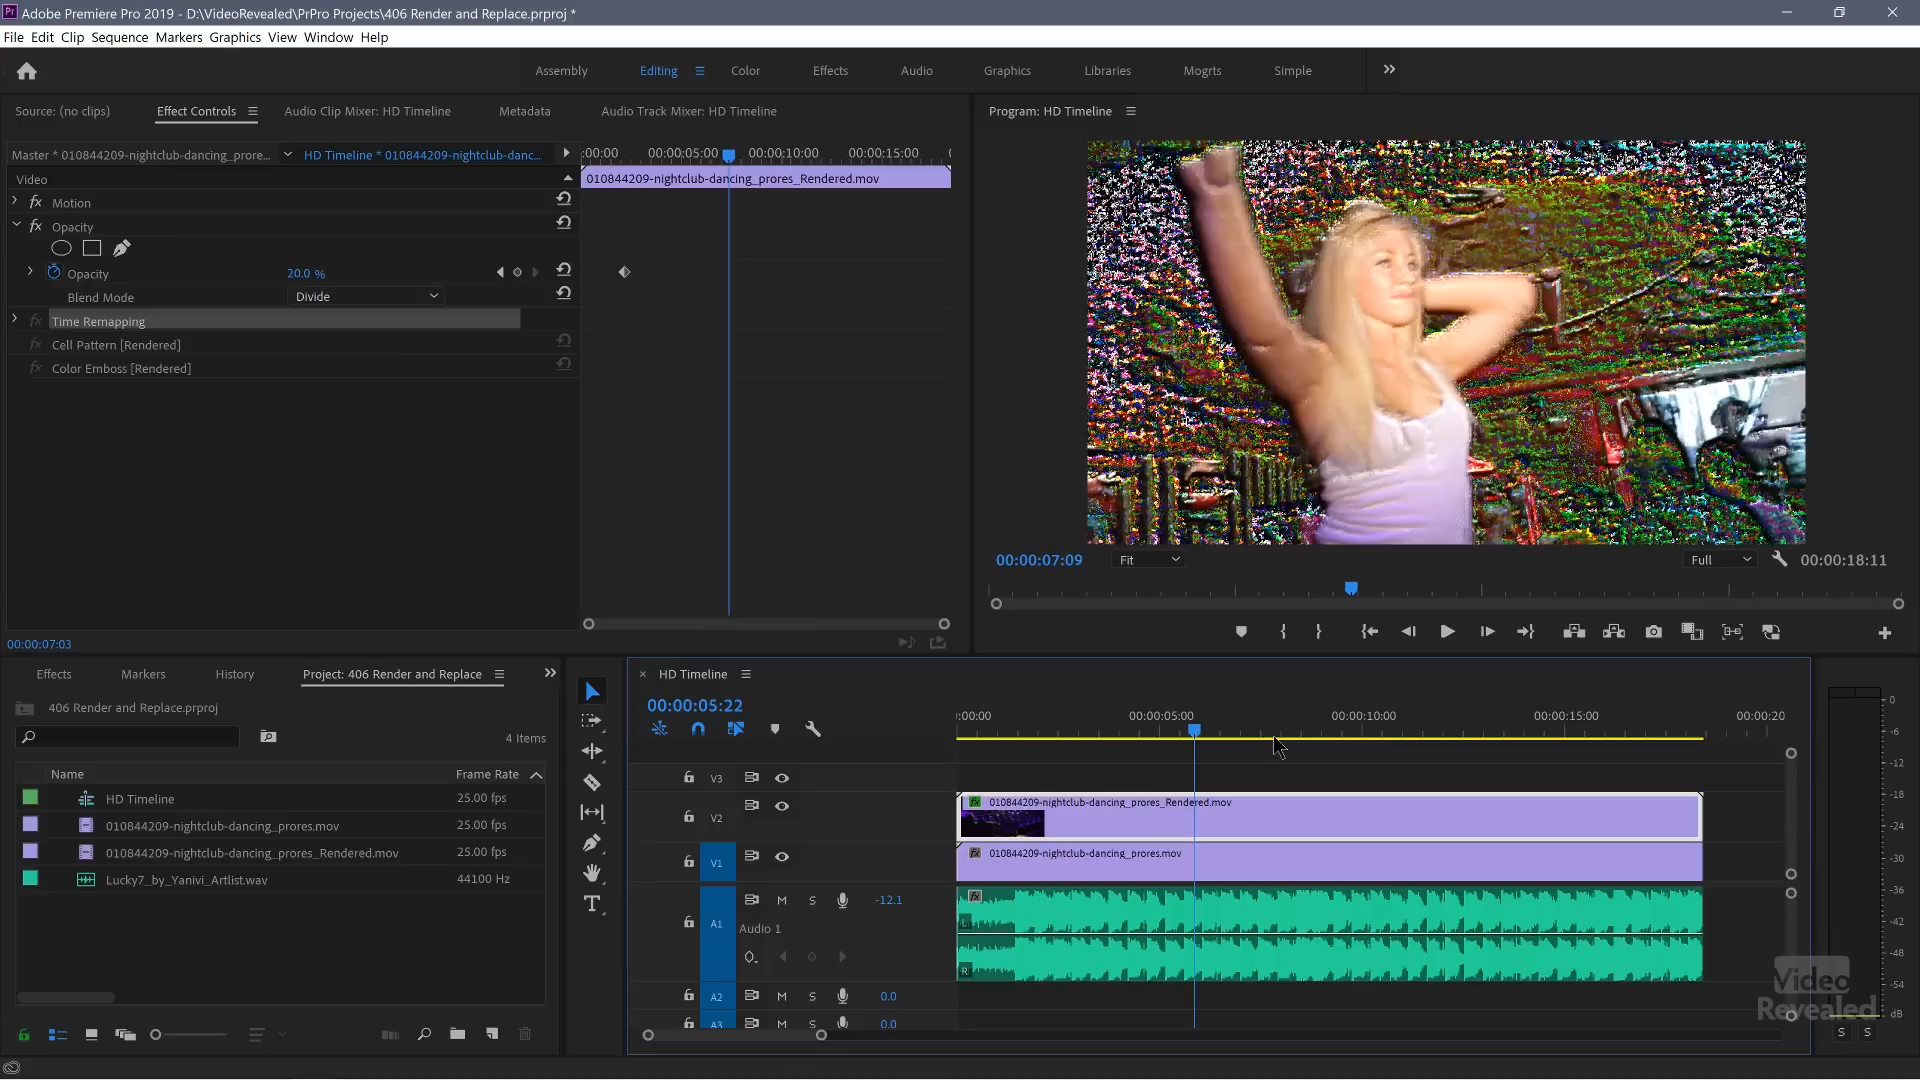 Pr Adobe Premiere Pro 2019 - D:\VideoRevealed\PrPro Projects\406 Render and Replace.prproj *
File Edit Clip Sequence Markers Graphics View Window Help
Assembly Editing Color Effects Audio Graphics Libraries Mogrts Simple
Source: (no clips) Effect Controls Audio Clip Mixer: HD Timeline Metadata Audio Track Mixer: HD Timeline
Program: HD Timeline
Master * 010844209-nightclub-dancing_prore... HD Timeline * 010844209-nightclub-danc...
:00:00 00:00:05:00 00:00:10:00 00:00:15:00
Video
010844209-nightclub-dancing_prores_Rendered.mov
fx Motion
fx Opacity
Opacity 20.0 %
Blend Mode Divide
fx Time Remapping
fx Cell Pattern [Rendered]
fx Color Emboss [Rendered]
00:00:07:03
00:00:07:09 Fit Full 00:00:18:11
Effects Markers History Project: 406 Render and Replace
406 Render and Replace.prproj
4 Items
Name Frame Rate
HD Timeline 25.00 fps
010844209-nightclub-dancing_prores.mov 25.00 fps
010844209-nightclub-dancing_prores_Rendered.mov 25.00 fps
Lucky7_by_Yanivi_Artlist.wav 44100 Hz
T
HD Timeline
00:00:05:22
:00:00 00:00:05:00 00:00:10:00 00:00:15:00 00:00:20
V3
V2
fx 010844209-nightclub-dancing_prores_Rendered.mov
V1
fx 010844209-nightclub-dancing_prores.mov
A1 M S -12.1
Audio 1
fx
L
R
A2 M S 0.0
A3 M S 0.0
0
-6
-12
-18
-24
-30
-36
-42
-48
-54
dB
S S
Video
Revealed